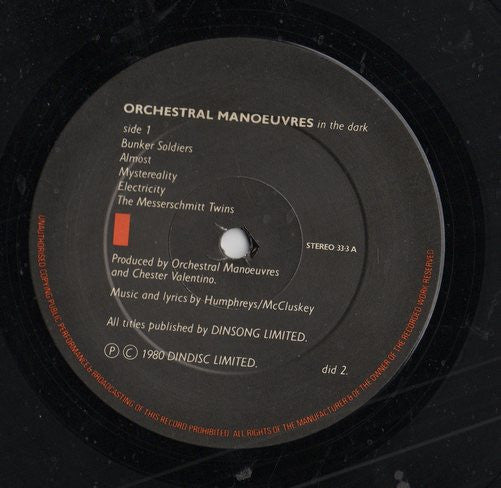 ORCHESTRAL MANOEUVRES in the dark
side 1
Bunker Soldiers
Almost
Mystereality
Electricity
The Messerschmitt Twins
STEREO 33·3 A
Produced by Orchestral Manoeuvres
and Chester Valentino.
Music and lyrics by Humphreys/McCluskey
All titles published by DINSONG LIMITED.
Ⓟ Ⓒ 1980 DINDISC LIMITED.
did 2.
UNAUTHORISED COPYING PUBLIC PERFORMANCE & BROADCASTING OF THIS RECORD PROHIBITED. ALL RIGHTS OF THE MANUFACTURER & OF THE OWNER OF THE RECORDED WORK RESERVED